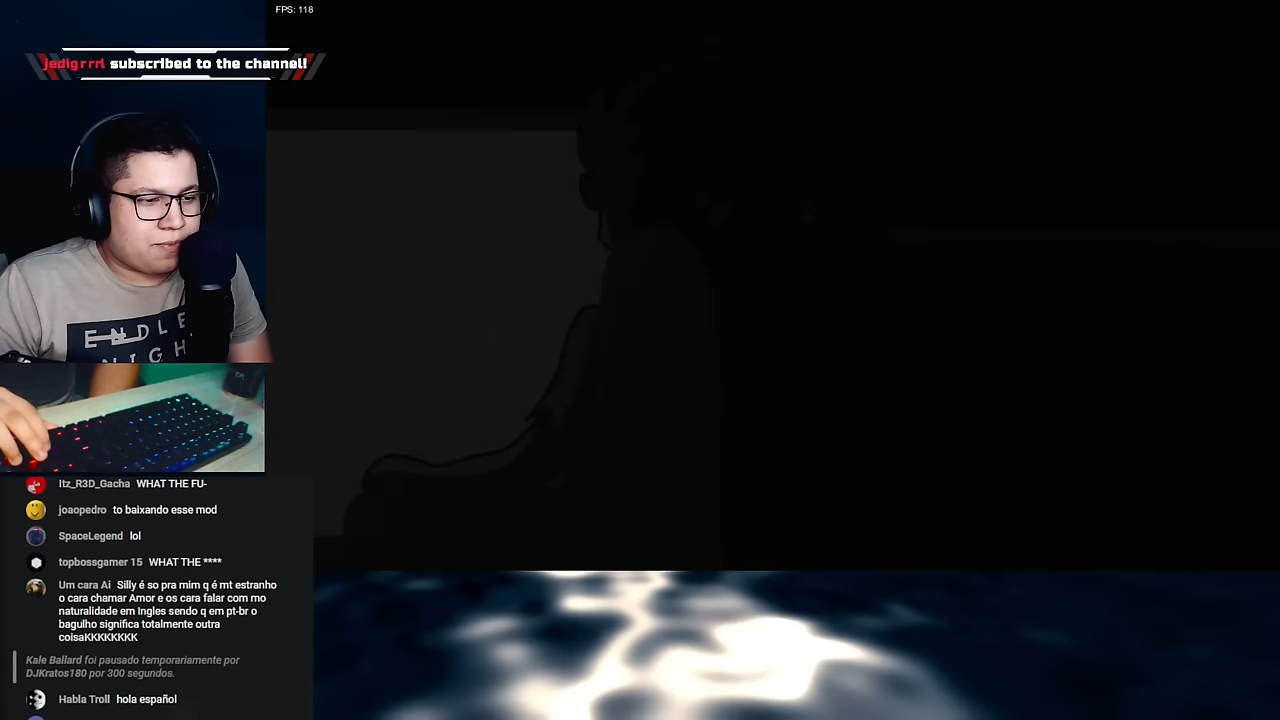 FPS: 118
jedigrrrl subscribed to the channel!
ENDLE
NIGH
Itz_R3D_Gacha WHAT THE FU-
joaopedro to baixando esse mod
SpaceLegend lol
topbossgamer 15 WHAT THE ****
Um cara Ai Silly é so pra mim q é mt estranho
o cara chamar Amor e os cara falar com mo
naturalidade em Ingles sendo q em pt-br o
bagulho significa totalmente outra
coisaKKKKKKKK
Kale Ballard foi pausado temporariamente por
DJKratos180 por 300 segundos.
Habla Troll hola español